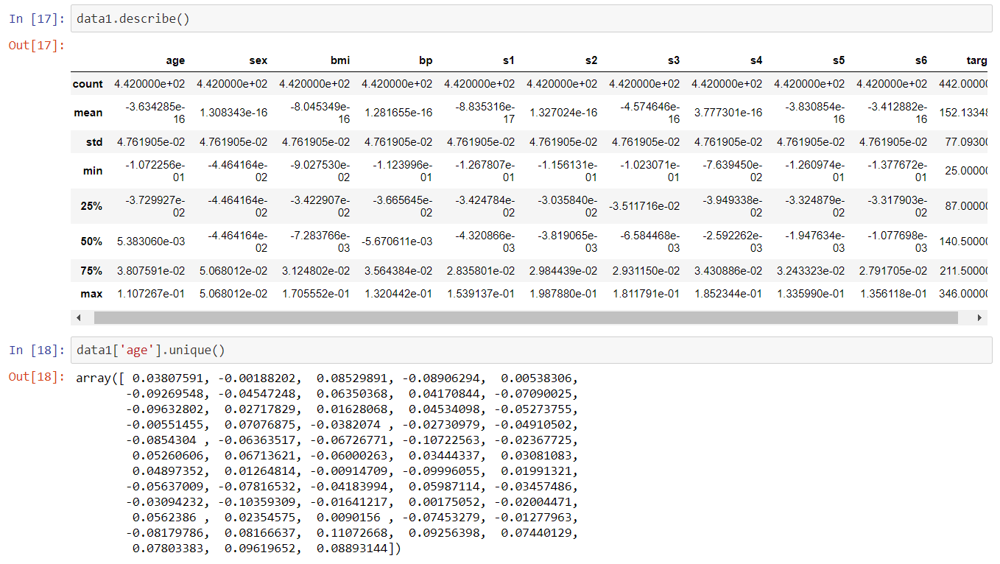 In [17]: data1.describe()
Out[17]:
age sex bmi bp s1 s2 s3 s4 s5 s6 targ
count 4.420000e+02 4.420000e+02 4.420000e+02 4.420000e+02 4.420000e+02 4.420000e+02 4.420000e+02 4.420000e+02 4.420000e+02 4.420000e+02 442.00000
mean -3.634285e-16 1.308343e-16 -8.045349e-16 1.281655e-16 -8.835316e-17 1.327024e-16 -4.574646e-16 3.777301e-16 -3.830854e-16 -3.412882e-16 152.13348
std 4.761905e-02 4.761905e-02 4.761905e-02 4.761905e-02 4.761905e-02 4.761905e-02 4.761905e-02 4.761905e-02 4.761905e-02 4.761905e-02 77.09300
min -1.072256e-01 -4.464164e-02 -9.027530e-02 -1.123996e-01 -1.267807e-01 -1.156131e-01 -1.023071e-01 -7.639450e-02 -1.260974e-01 -1.377672e-01 25.00000
25% -3.729927e-02 -4.464164e-02 -3.422907e-02 -3.665645e-02 -3.424784e-02 -3.035840e-02 -3.511716e-02 -3.949338e-02 -3.324879e-02 -3.317903e-02 87.00000
50% 5.383060e-03 -4.464164e-02 -7.283766e-03 -5.670611e-03 -4.320866e-03 -3.819065e-03 -6.584468e-03 -2.592262e-03 -1.947634e-03 -1.077698e-03 140.50000
75% 3.807591e-02 5.068012e-02 3.124802e-02 3.564384e-02 2.835801e-02 2.984439e-02 2.931150e-02 3.430886e-02 3.243323e-02 2.791705e-02 211.50000
max 1.107267e-01 5.068012e-02 1.705552e-01 1.320442e-01 1.539137e-01 1.987880e-01 1.811791e-01 1.852344e-01 1.335990e-01 1.356118e-01 346.00000
In [18]: data1['age'].unique()
Out[18]: array([ 0.03807591, -0.00188202,  0.08529891, -0.08906294,  0.00538306,
-0.09269548, -0.04547248,  0.06350368,  0.04170844, -0.07090025,
-0.09632802,  0.02717829,  0.01628068,  0.04534098, -0.05273755,
-0.00551455,  0.07076875, -0.0382074 , -0.02730979, -0.04910502,
-0.0854304 , -0.06363517, -0.06726771, -0.10722563, -0.02367725,
0.05260606,  0.06713621, -0.06000263,  0.03444337,  0.03081083,
0.04897352,  0.01264814, -0.00914709, -0.09996055,  0.01991321,
-0.05637009, -0.07816532, -0.04183994,  0.05987114, -0.03457486,
-0.03094232, -0.10359309, -0.01641217,  0.00175052, -0.02004471,
0.0562386 ,  0.02354575,  0.0090156 , -0.07453279, -0.01277963,
-0.08179786,  0.08166637,  0.11072668,  0.09256398,  0.07440129,
0.07803383,  0.09619652,  0.08893144])